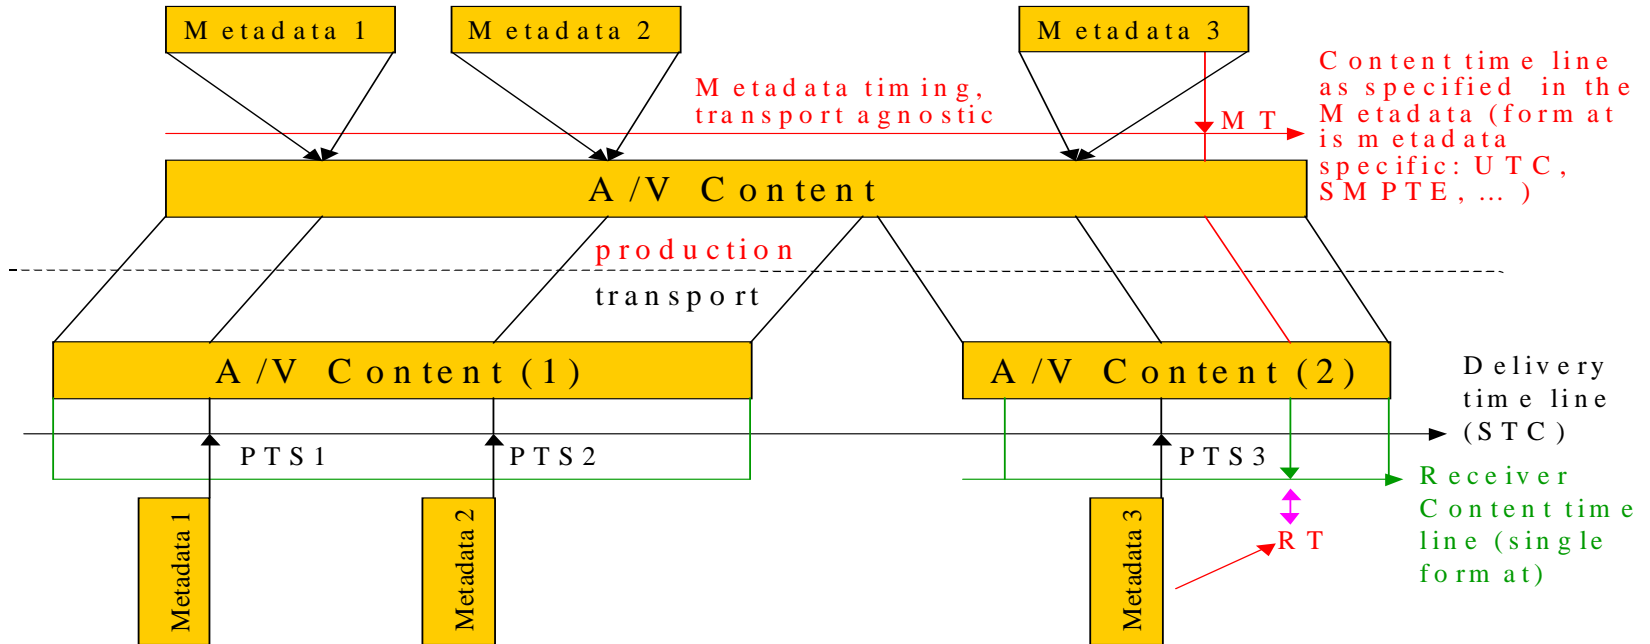 Metadata 1
Metadata 2
Metadata 3
Metadata timing,
transport agnostic
MT
Content time line
as specified in the
Metadata (format
is metadata
specific: UTC,
SMPTE, ... )
A/V Content
production
transport
A/V Content (1)
A/V Content (2)
Delivery
time line
(STC)
PTS1
PTS2
PTS3
Receiver
Content time
line (single
format)
RT
Metadata 1
Metadata 2
Metadata 3